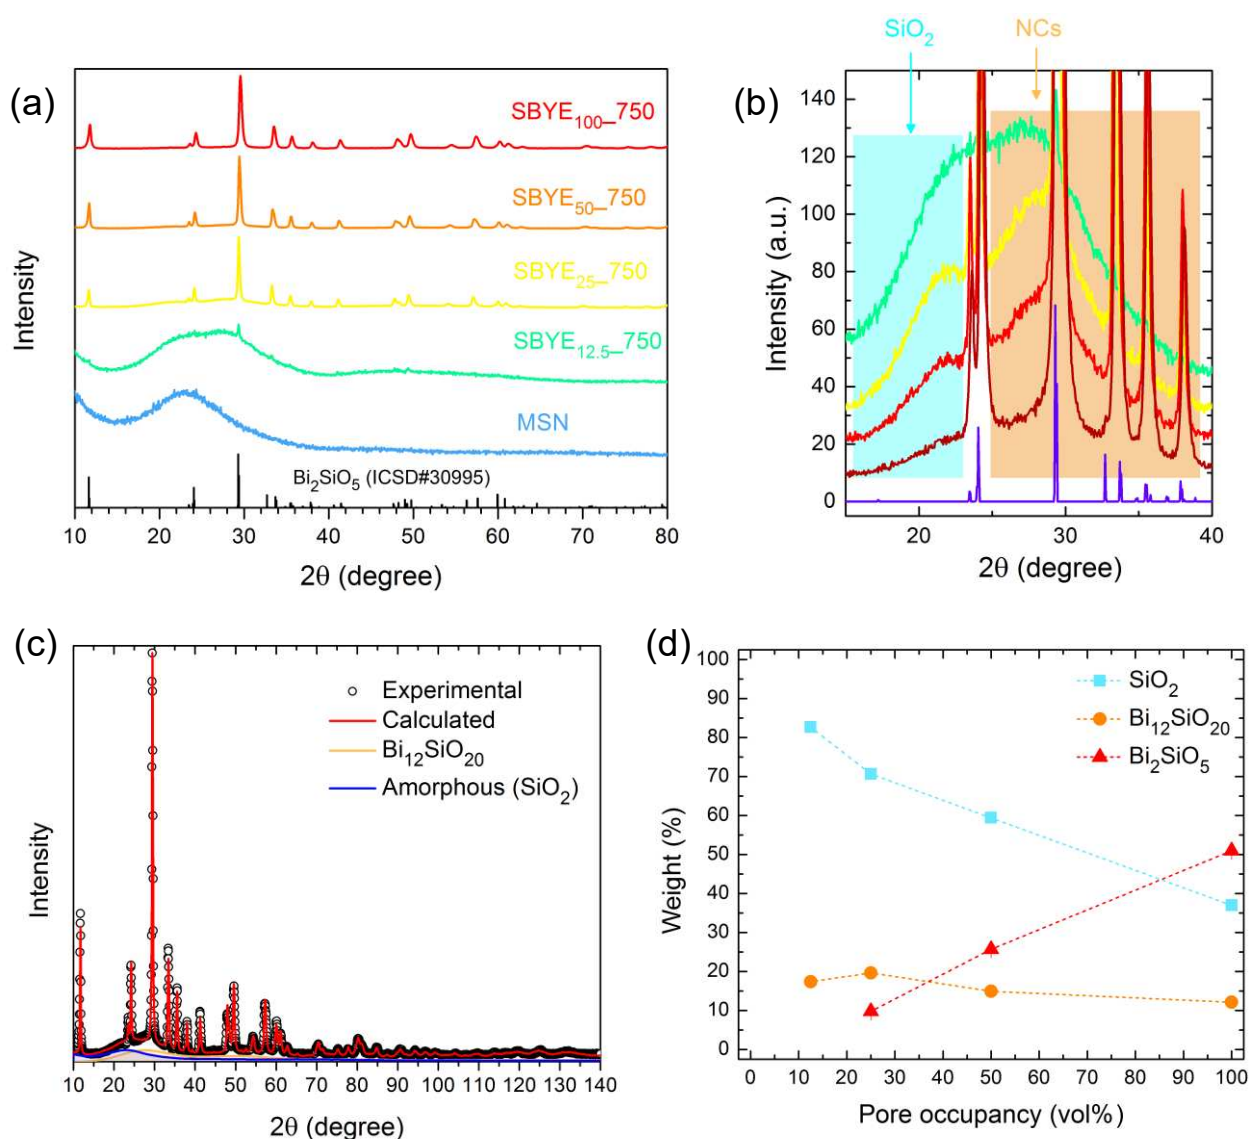 (a)
SBYE₁₀₀_750
SBYE₅₀_750
SBYE₂₅_750
SBYE₁₂.₅_750
MSN
Bi₂SiO₅ (ICSD#30995)
Intensity
10 20 30 40 50 60 70 80
2θ (degree)
(b)
SiO₂
NCs
Intensity (a.u.)
140
120
100
80
60
40
20
0
20 30 40
2θ (degree)
(c)
Experimental
Calculated
Bi₁₂SiO₂₀
Amorphous (SiO₂)
Intensity
10 20 30 40 50 60 70 80 90 100 110 120 130 140
2θ (degree)
(d)
SiO₂
Bi₁₂SiO₂₀
Bi₂SiO₅
Weight (%)
100
90
80
70
60
50
40
30
20
10
0
0 10 20 30 40 50 60 70 80 90 100
Pore occupancy (vol%)